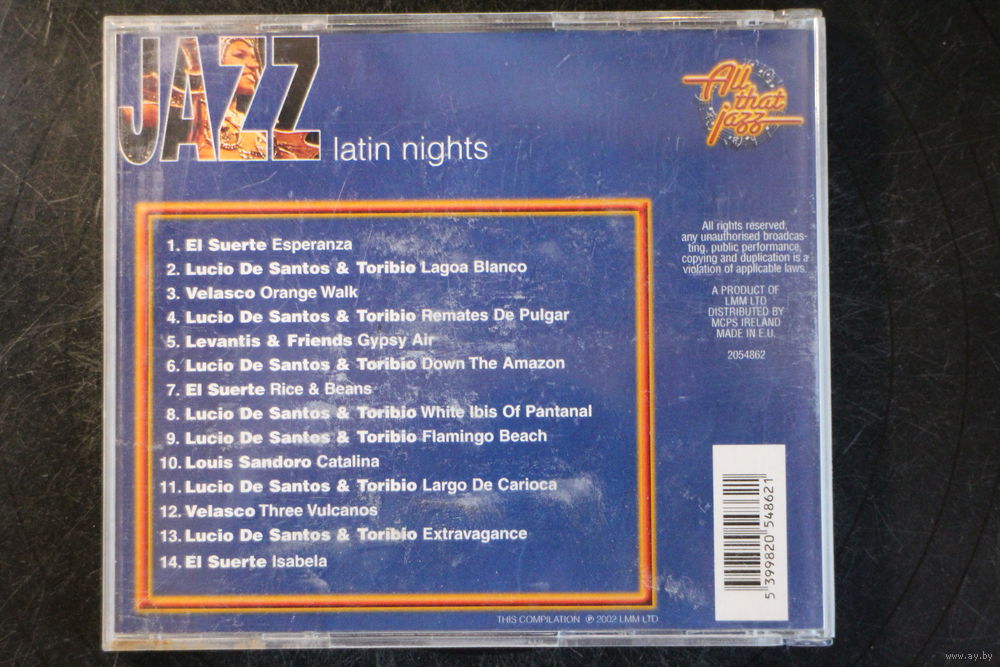 JAZZ
latin nights
All
that
jazz
1. El Suerte Esperanza
2. Lucio De Santos & Toribio Lagoa Blanco
3. Velasco Orange Walk
4. Lucio De Santos & Toribio Remates De Pulgar
5. Levantis & Friends Gypsy Air
6. Lucio De Santos & Toribio Down The Amazon
7. El Suerte Rice & Beans
8. Lucio De Santos & Toribio White Ibis Of Pantanal
9. Lucio De Santos & Toribio Flamingo Beach
10. Louis Sandoro Catalina
11. Lucio De Santos & Toribio Largo De Carioca
12. Velasco Three Vulcanos
13. Lucio De Santos & Toribio Extravagance
14. El Suerte Isabela
All rights reserved,
any unauthorised broadcas-
ting, public performance,
copying and duplication is a
violation of applicable laws.
A PRODUCT OF
LMM LTD
DISTRIBUTED BY
MCPS IRELAND
MADE IN E.U.
2054862
5 399820 548621
THIS COMPILATION ℗ 2002 LMM LTD
www.ay.by